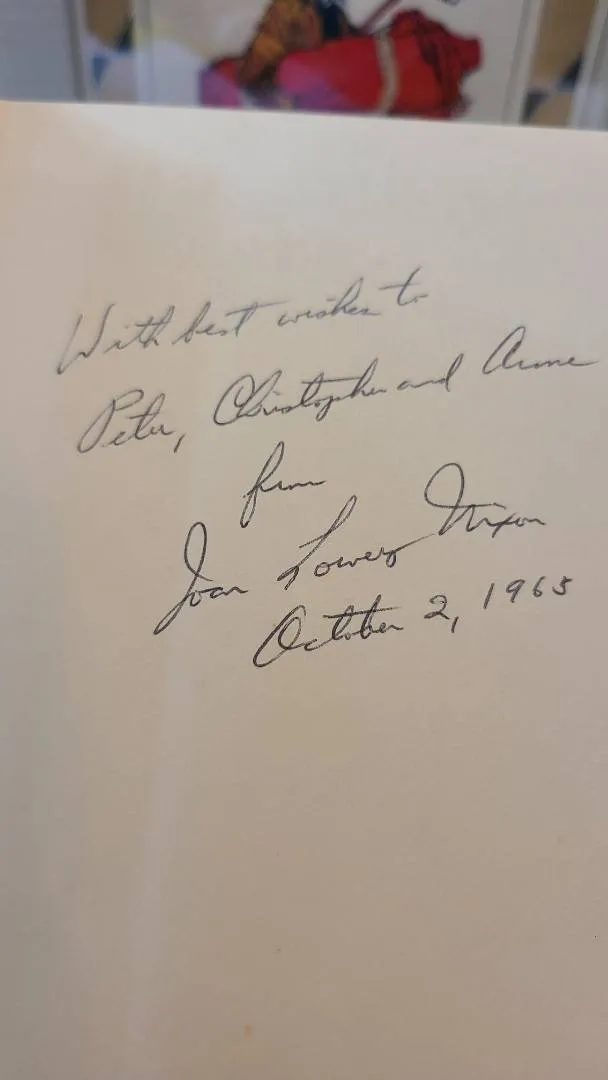 With best wishes to
Peter, Christopher and Anne
from
Joan Lowery Nixon
October 2, 1965